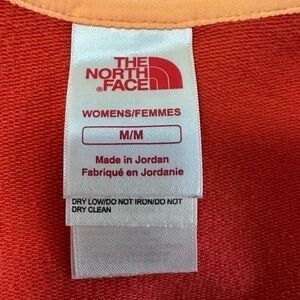 THE
NORTH
FACE
WOMENS/FEMMES
M/M
Made in Jordan
Fabriqué en Jordanie
DRY LOW/DO NOT IRON/DO NOT
DRY CLEAN